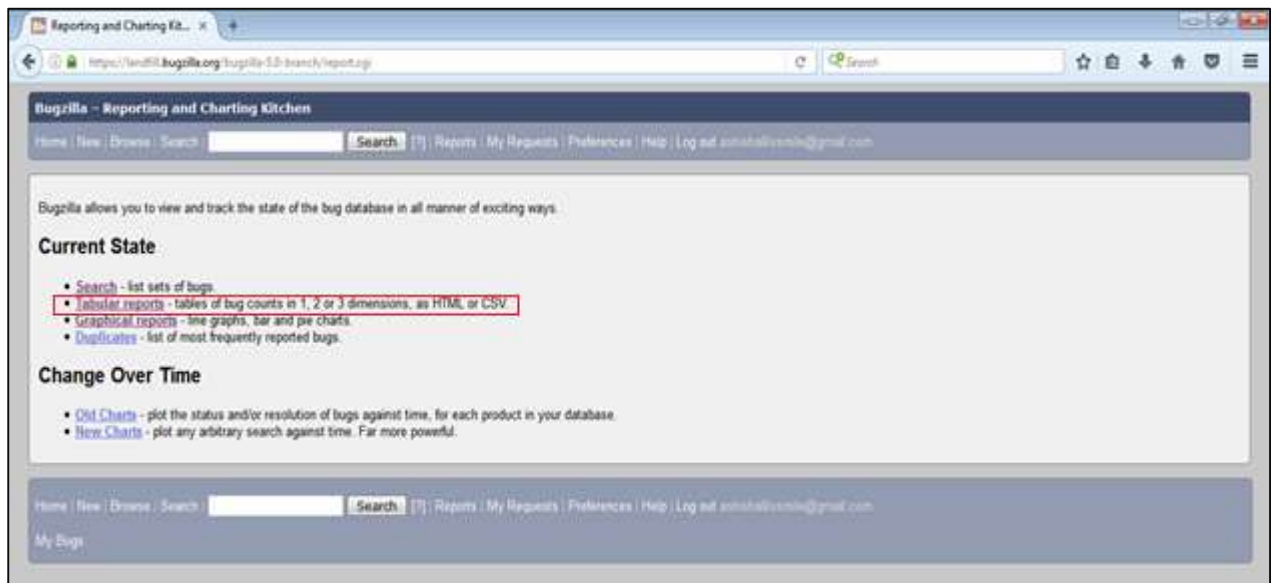 Reporting and Charting Kit...
https://landfill.bugzilla.org/bugzilla-5.0-branch/report.cgi
Search
Bugzilla – Reporting and Charting Kitchen
Home | New | Browse | Search | Search [?] | Reports | My Requests | Preferences | Help | Log out @gmail.com
Bugzilla allows you to view and track the state of the bug database in all manner of exciting ways.
Current State
• Search - list sets of bugs.
• Tabular reports - tables of bug counts in 1, 2 or 3 dimensions, as HTML or CSV.
• Graphical reports - line graphs, bar and pie charts.
• Duplicates - list of most frequently reported bugs.
Change Over Time
• Old Charts - plot the status and/or resolution of bugs against time, for each product in your database.
• New Charts - plot any arbitrary search against time. Far more powerful.
Home | New | Browse | Search | Search [?] | Reports | My Requests | Preferences | Help | Log out @gmail.com
My Bugs